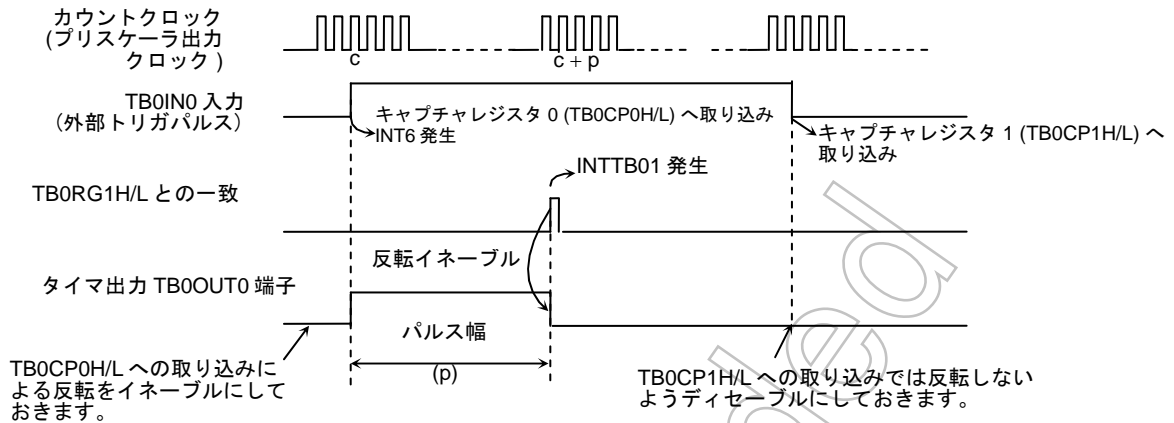 カウントクロック
(プリスケーラ出力
クロック )
c
c + p
TB0IN0 入力
（外部トリガパルス）
キャプチャレジスタ 0 (TB0CP0H/L) へ取り込み
INT6 発生
キャプチャレジスタ 1 (TB0CP1H/L) へ
取り込み
INTTB01 発生
TB0RG1H/L との一致
反転イネーブル
タイマ出力 TB0OUT0 端子
パルス幅
(p)
TB0CP0H/L への取り込みに
よる反転をイネーブルにして
おきます。
TB0CP1H/L への取り込みでは反転しない
ようディセーブルにしておきます。